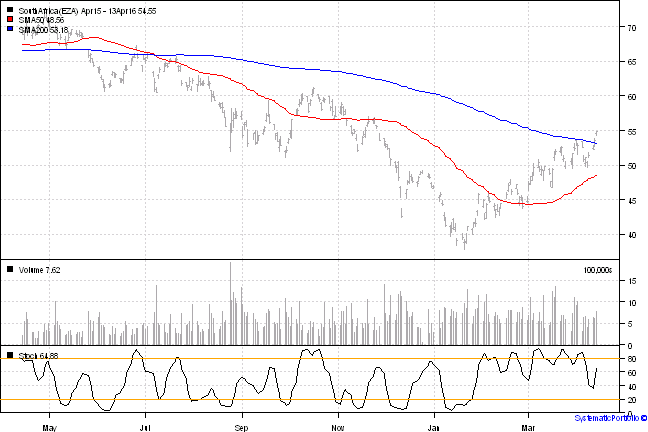 SouthAfrica(EZA) Apr15 - 13Apr16 54.55
SMA50 48.56
SMA200 53.18
70
65
60
55
50
45
40
Volume 7.62
100,000s
15
10
5
0
Stoch 64.88
80
60
40
20
0
May Jul Sep Nov Jan Mar
SystematicPortfolio ©